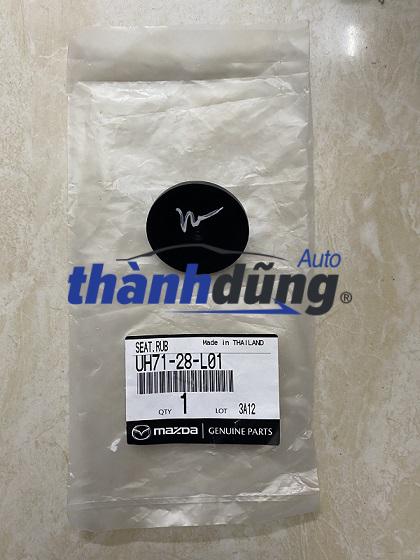 Auto
thànhdũng®
SEAT,RUB Made in THAILAND
UH71-28-L01
1
QTY LOT 3A12
mazda GENUINE PARTS